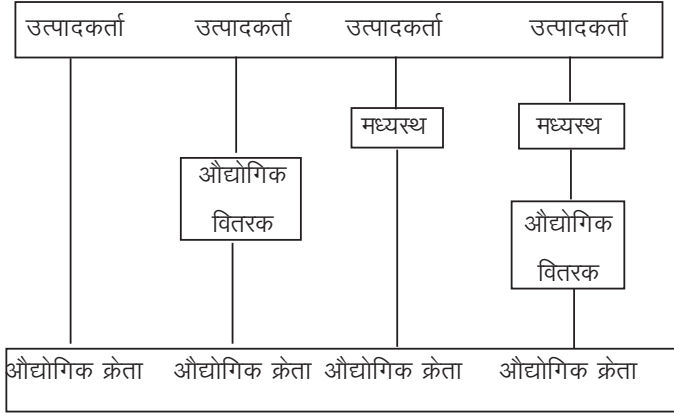 उत्पादकर्ता उत्पादकर्ता उत्पादकर्ता उत्पादकर्ता
मध्यस्थ मध्यस्थ
औद्योगिक
वितरक
औद्योगिक
वितरक
औद्योगिक क्रेता औद्योगिक क्रेता औद्योगिक क्रेता औद्योगिक क्रेता